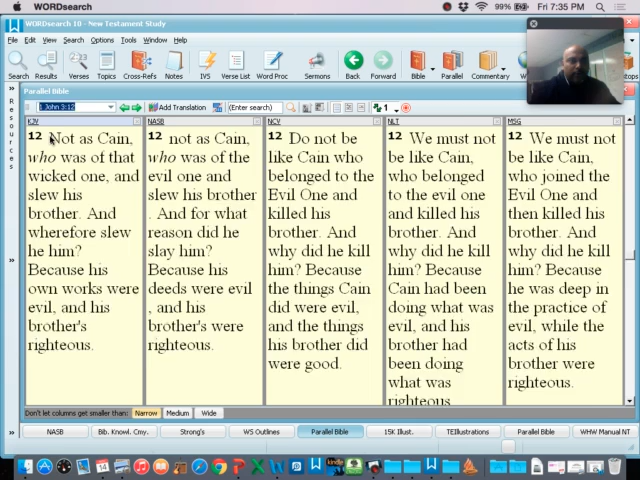 WORDsearch
99%
Fri 7:35 PM
WORDsearch 10 - New Testament Study
File Edit View Search Options Tools Window Help
Search Results Verses Topics Cross-Refs Notes IVS Verse List Word Proc Sermons Back Forward Bible Parallel Commentary
Parallel Bible
Resources
1 John 3:12
Add Translation
(Enter search)
1
KJV
12 Not as Cain,
who was of that
wicked one, and
slew his
brother. And
wherefore slew
he him?
Because his
own works were
evil, and his
brother's
righteous.
NASB
12 not as Cain,
who was of the
evil one and
slew his brother
. And for what
reason did he
slay him?
Because his
deeds were evil
, and his
brother's were
righteous.
NCV
12 Do not be
like Cain who
belonged to the
Evil One and
killed his
brother. And
why did he kill
him? Because
the things Cain
did were evil,
and the things
his brother did
were good.
NLT
12 We must not
be like Cain,
who belonged
to the evil one
and killed his
brother. And
why did he kill
him? Because
Cain had been
doing what was
evil, and his
brother had
been doing
what was
righteous.
MSG
12 We must not
be like Cain,
who joined the
Evil One and
then killed his
brother. And
why did he kill
him? Because
he was deep in
the practice of
evil, while the
acts of his
brother were
righteous.
Don't let columns get smaller than: Narrow Medium Wide
NASB Bib. Knowl. Cmy. Strong's WS Outlines Parallel Bible 15K Illust. TEIllustrations Parallel Bible WHW Manual NT